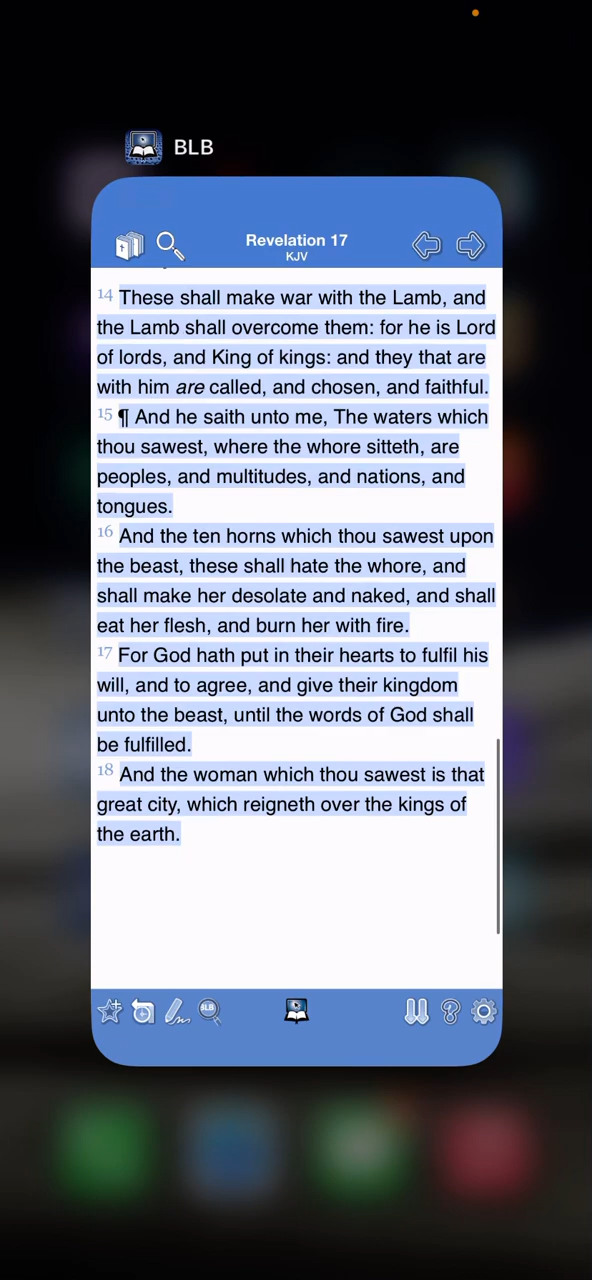 BLB
Revelation 17
KJV
14 These shall make war with the Lamb, and
the Lamb shall overcome them: for he is Lord
of lords, and King of kings: and they that are
with him are called, and chosen, and faithful.
15 ¶ And he saith unto me, The waters which
thou sawest, where the whore sitteth, are
peoples, and multitudes, and nations, and
tongues.
16 And the ten horns which thou sawest upon
the beast, these shall hate the whore, and
shall make her desolate and naked, and shall
eat her flesh, and burn her with fire.
17 For God hath put in their hearts to fulfil his
will, and to agree, and give their kingdom
unto the beast, until the words of God shall
be fulfilled.
18 And the woman which thou sawest is that
great city, which reigneth over the kings of
the earth.
BLB